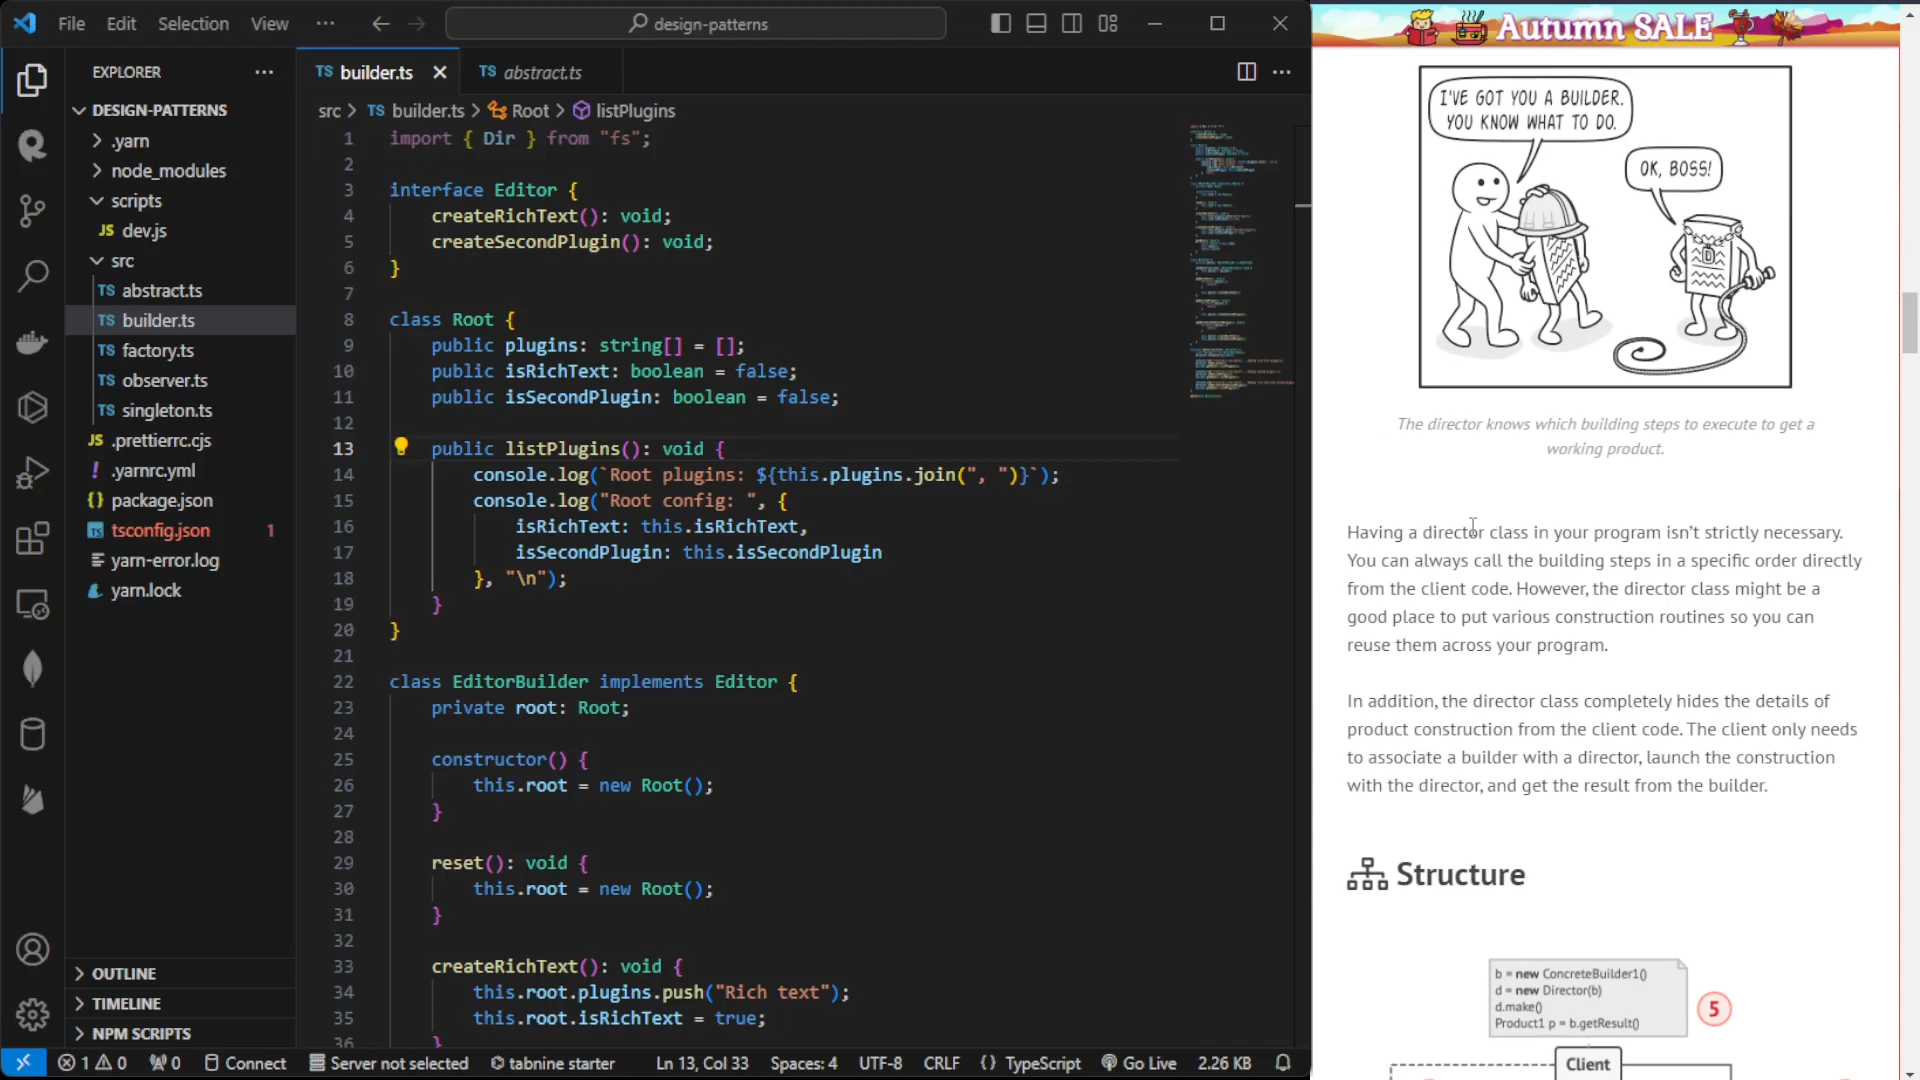 File Edit Selection View ··· design-patterns
EXPLORER ···
DESIGN-PATTERNS
.yarn
node_modules
scripts
JS dev.js
src
TS abstract.ts
TS builder.ts
TS factory.ts
TS observer.ts
TS singleton.ts
JS .prettierrc.cjs
! .yarnrc.yml
{} package.json
TS tsconfig.json 1
yarn-error.log
yarn.lock
OUTLINE
TIMELINE
NPM SCRIPTS
TS builder.ts TS abstract.ts
src > TS builder.ts > Root > listPlugins
1 import { Dir } from "fs";
2
3 interface Editor {
4 createRichText(): void;
5 createSecondPlugin(): void;
6 }
7
8 class Root {
9 public plugins: string[] = [];
10 public isRichText: boolean = false;
11 public isSecondPlugin: boolean = false;
12
13 public listPlugins(): void {
14 console.log(`Root plugins: ${this.plugins.join(", ")}`);
15 console.log("Root config: ", {
16 isRichText: this.isRichText,
17 isSecondPlugin: this.isSecondPlugin
18 }, "\n");
19 }
20 }
21
22 class EditorBuilder implements Editor {
23 private root: Root;
24
25 constructor() {
26 this.root = new Root();
27 }
28
29 reset(): void {
30 this.root = new Root();
31 }
32
33 createRichText(): void {
34 this.root.plugins.push("Rich text");
35 this.root.isRichText = true;
36 }
1 0 0 Connect Server not selected tabnine starter Ln 13, Col 33 Spaces: 4 UTF-8 CRLF {} TypeScript Go Live 2.26 KB
Autumn SALE
I'VE GOT YOU A BUILDER.
YOU KNOW WHAT TO DO.
OK, BOSS!
D
The director knows which building steps to execute to get a
working product.
Having a director class in your program isn't strictly necessary.
You can always call the building steps in a specific order directly
from the client code. However, the director class might be a
good place to put various construction routines so you can
reuse them across your program.
In addition, the director class completely hides the details of
product construction from the client code. The client only needs
to associate a builder with a director, launch the construction
with the director, and get the result from the builder.
Structure
b = new ConcreteBuilder1()
d = new Director(b)
d.make()
Product1 p = b.getResult()
5
Client